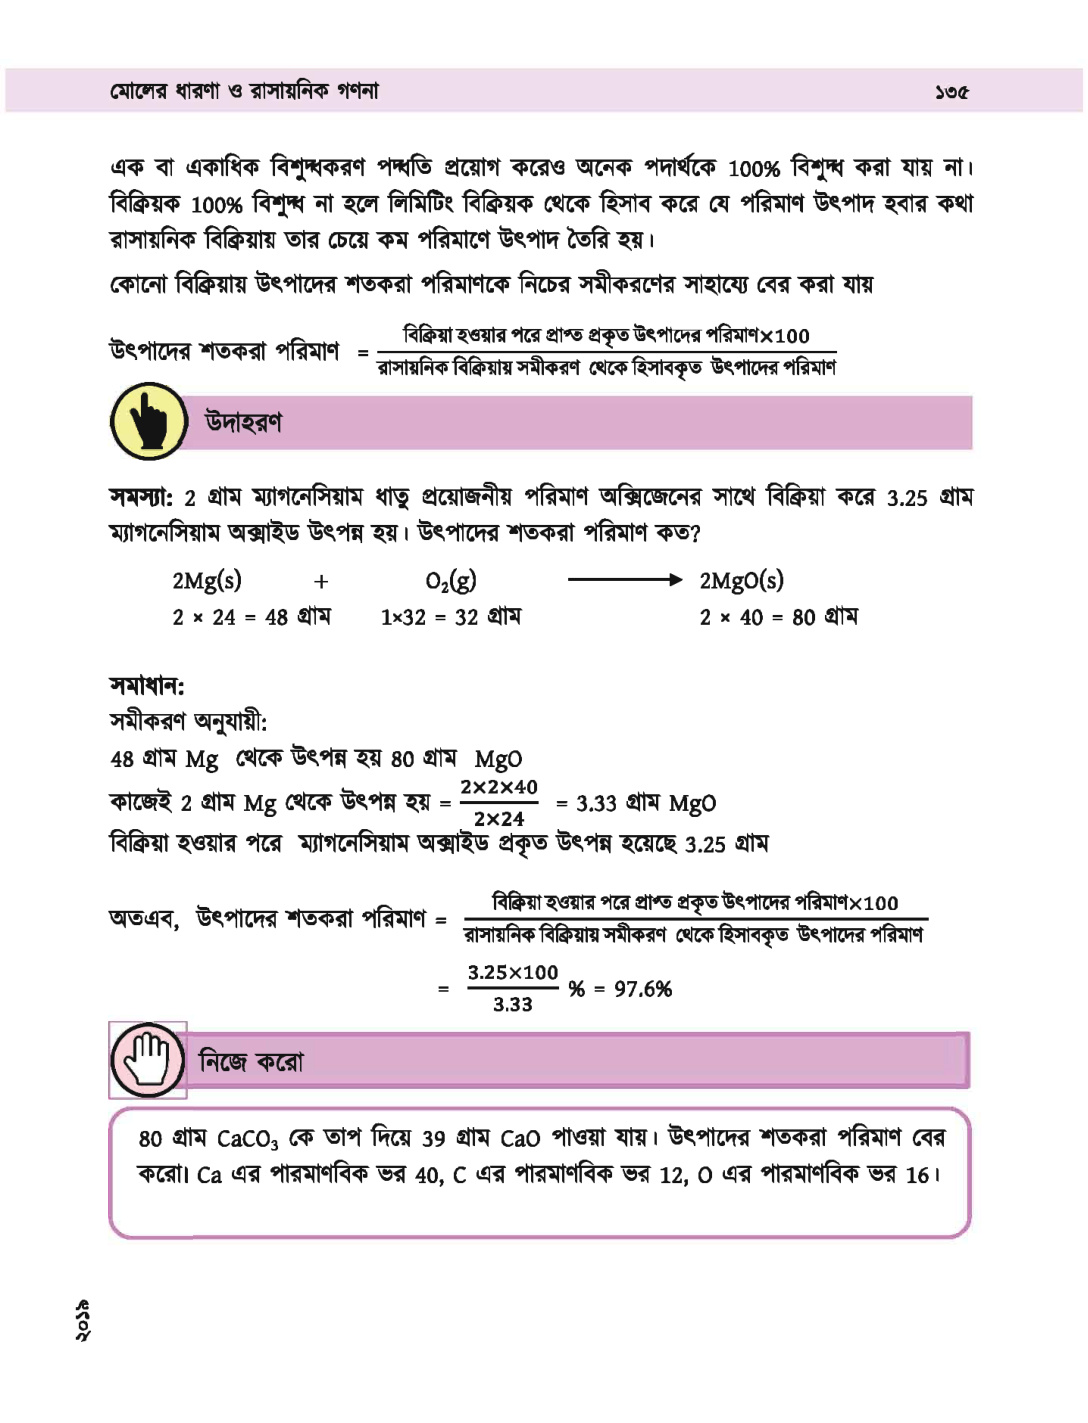 মোলের ধারণা ও রাসায়নিক গণনা ১৩৫
এক বা একাধিক বিশুদ্ধকরণ পদ্ধতি প্রয়োগ করেও অনেক পদার্থকে 100% বিশুদ্ধ করা যায় না।
বিক্রিয়ক 100% বিশুদ্ধ না হলে লিমিটিং বিক্রিয়ক থেকে হিসাব করে যে পরিমাণ উৎপাদ হবার কথা
রাসায়নিক বিক্রিয়ায় তার চেয়ে কম পরিমাণে উৎপাদ তৈরি হয়।
কোনো বিক্রিয়ায় উৎপাদের শতকরা পরিমাণকে নিচের সমীকরণের সাহায্যে বের করা যায়
বিক্রিয়া হওয়ার পরে প্রাপ্ত প্রকৃত উৎপাদের পরিমাণ×100
উৎপাদের শতকরা পরিমাণ =
রাসায়নিক বিক্রিয়ায় সমীকরণ থেকে হিসাবকৃত উৎপাদের পরিমাণ
উদাহরণ
সমস্যা: 2 গ্রাম ম্যাগনেসিয়াম ধাতু প্রয়োজনীয় পরিমাণ অক্সিজেনের সাথে বিক্রিয়া করে 3.25 গ্রাম
ম্যাগনেসিয়াম অক্সাইড উৎপন্ন হয়। উৎপাদের শতকরা পরিমাণ কত?
2Mg(s) + O₂(g) ⟶ 2MgO(s)
2 × 24 = 48 গ্রাম 1×32 = 32 গ্রাম 2 × 40 = 80 গ্রাম
সমাধান:
সমীকরণ অনুযায়ী:
48 গ্রাম Mg থেকে উৎপন্ন হয় 80 গ্রাম MgO
2×2×40
কাজেই 2 গ্রাম Mg থেকে উৎপন্ন হয় = = 3.33 গ্রাম MgO
2×24
বিক্রিয়া হওয়ার পরে ম্যাগনেসিয়াম অক্সাইড প্রকৃত উৎপন্ন হয়েছে 3.25 গ্রাম
বিক্রিয়া হওয়ার পরে প্রাপ্ত প্রকৃত উৎপাদের পরিমাণ×100
অতএব, উৎপাদের শতকরা পরিমাণ =
রাসায়নিক বিক্রিয়ায় সমীকরণ থেকে হিসাবকৃত উৎপাদের পরিমাণ
3.25×100
= % = 97.6%
3.33
নিজে করো
80 গ্রাম CaCO₃ কে তাপ দিয়ে 39 গ্রাম CaO পাওয়া যায়। উৎপাদের শতকরা পরিমাণ বের
করো। Ca এর পারমাণবিক ভর 40, C এর পারমাণবিক ভর 12, O এর পারমাণবিক ভর 16।
২০১৯